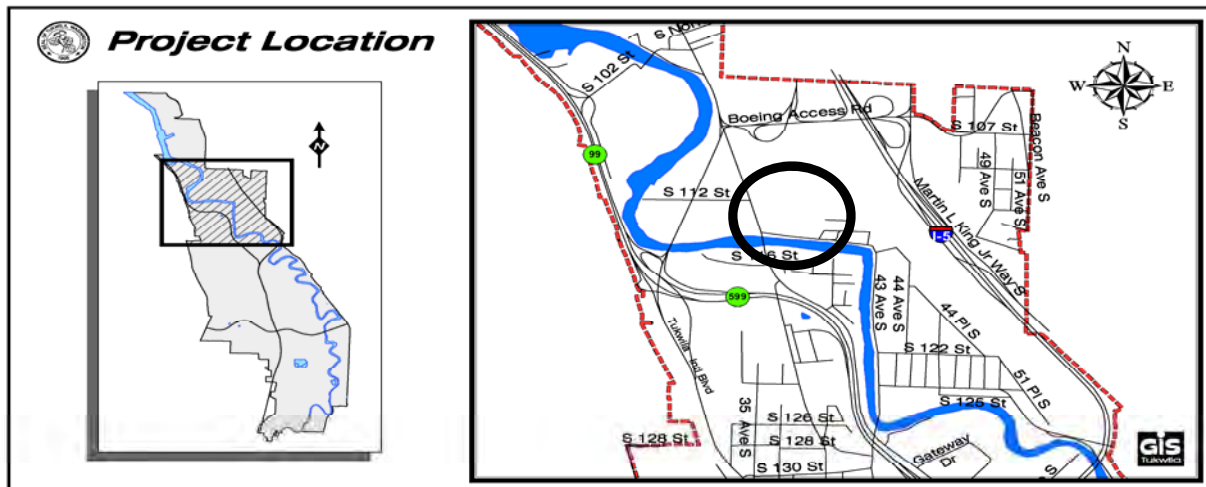 Project Location
N
S 102 St
S Nor
N
W
E
S
Boeing Access Rd
S 107 St
Beacon Ave S
49 Ave S
51 Ave S
99
S 112 St
Martin L King Jr Way S
I-5
S 116 St
599
43 Ave S
44 Ave S
44 Pl S
Tukwila Intl Blvd
S 122 St
51 Pl S
S 125 St
35 Ave S
S 126 St
S 128 St
S 128 St
S 130 St
Gateway
Dr
S
GIS
Tukwila